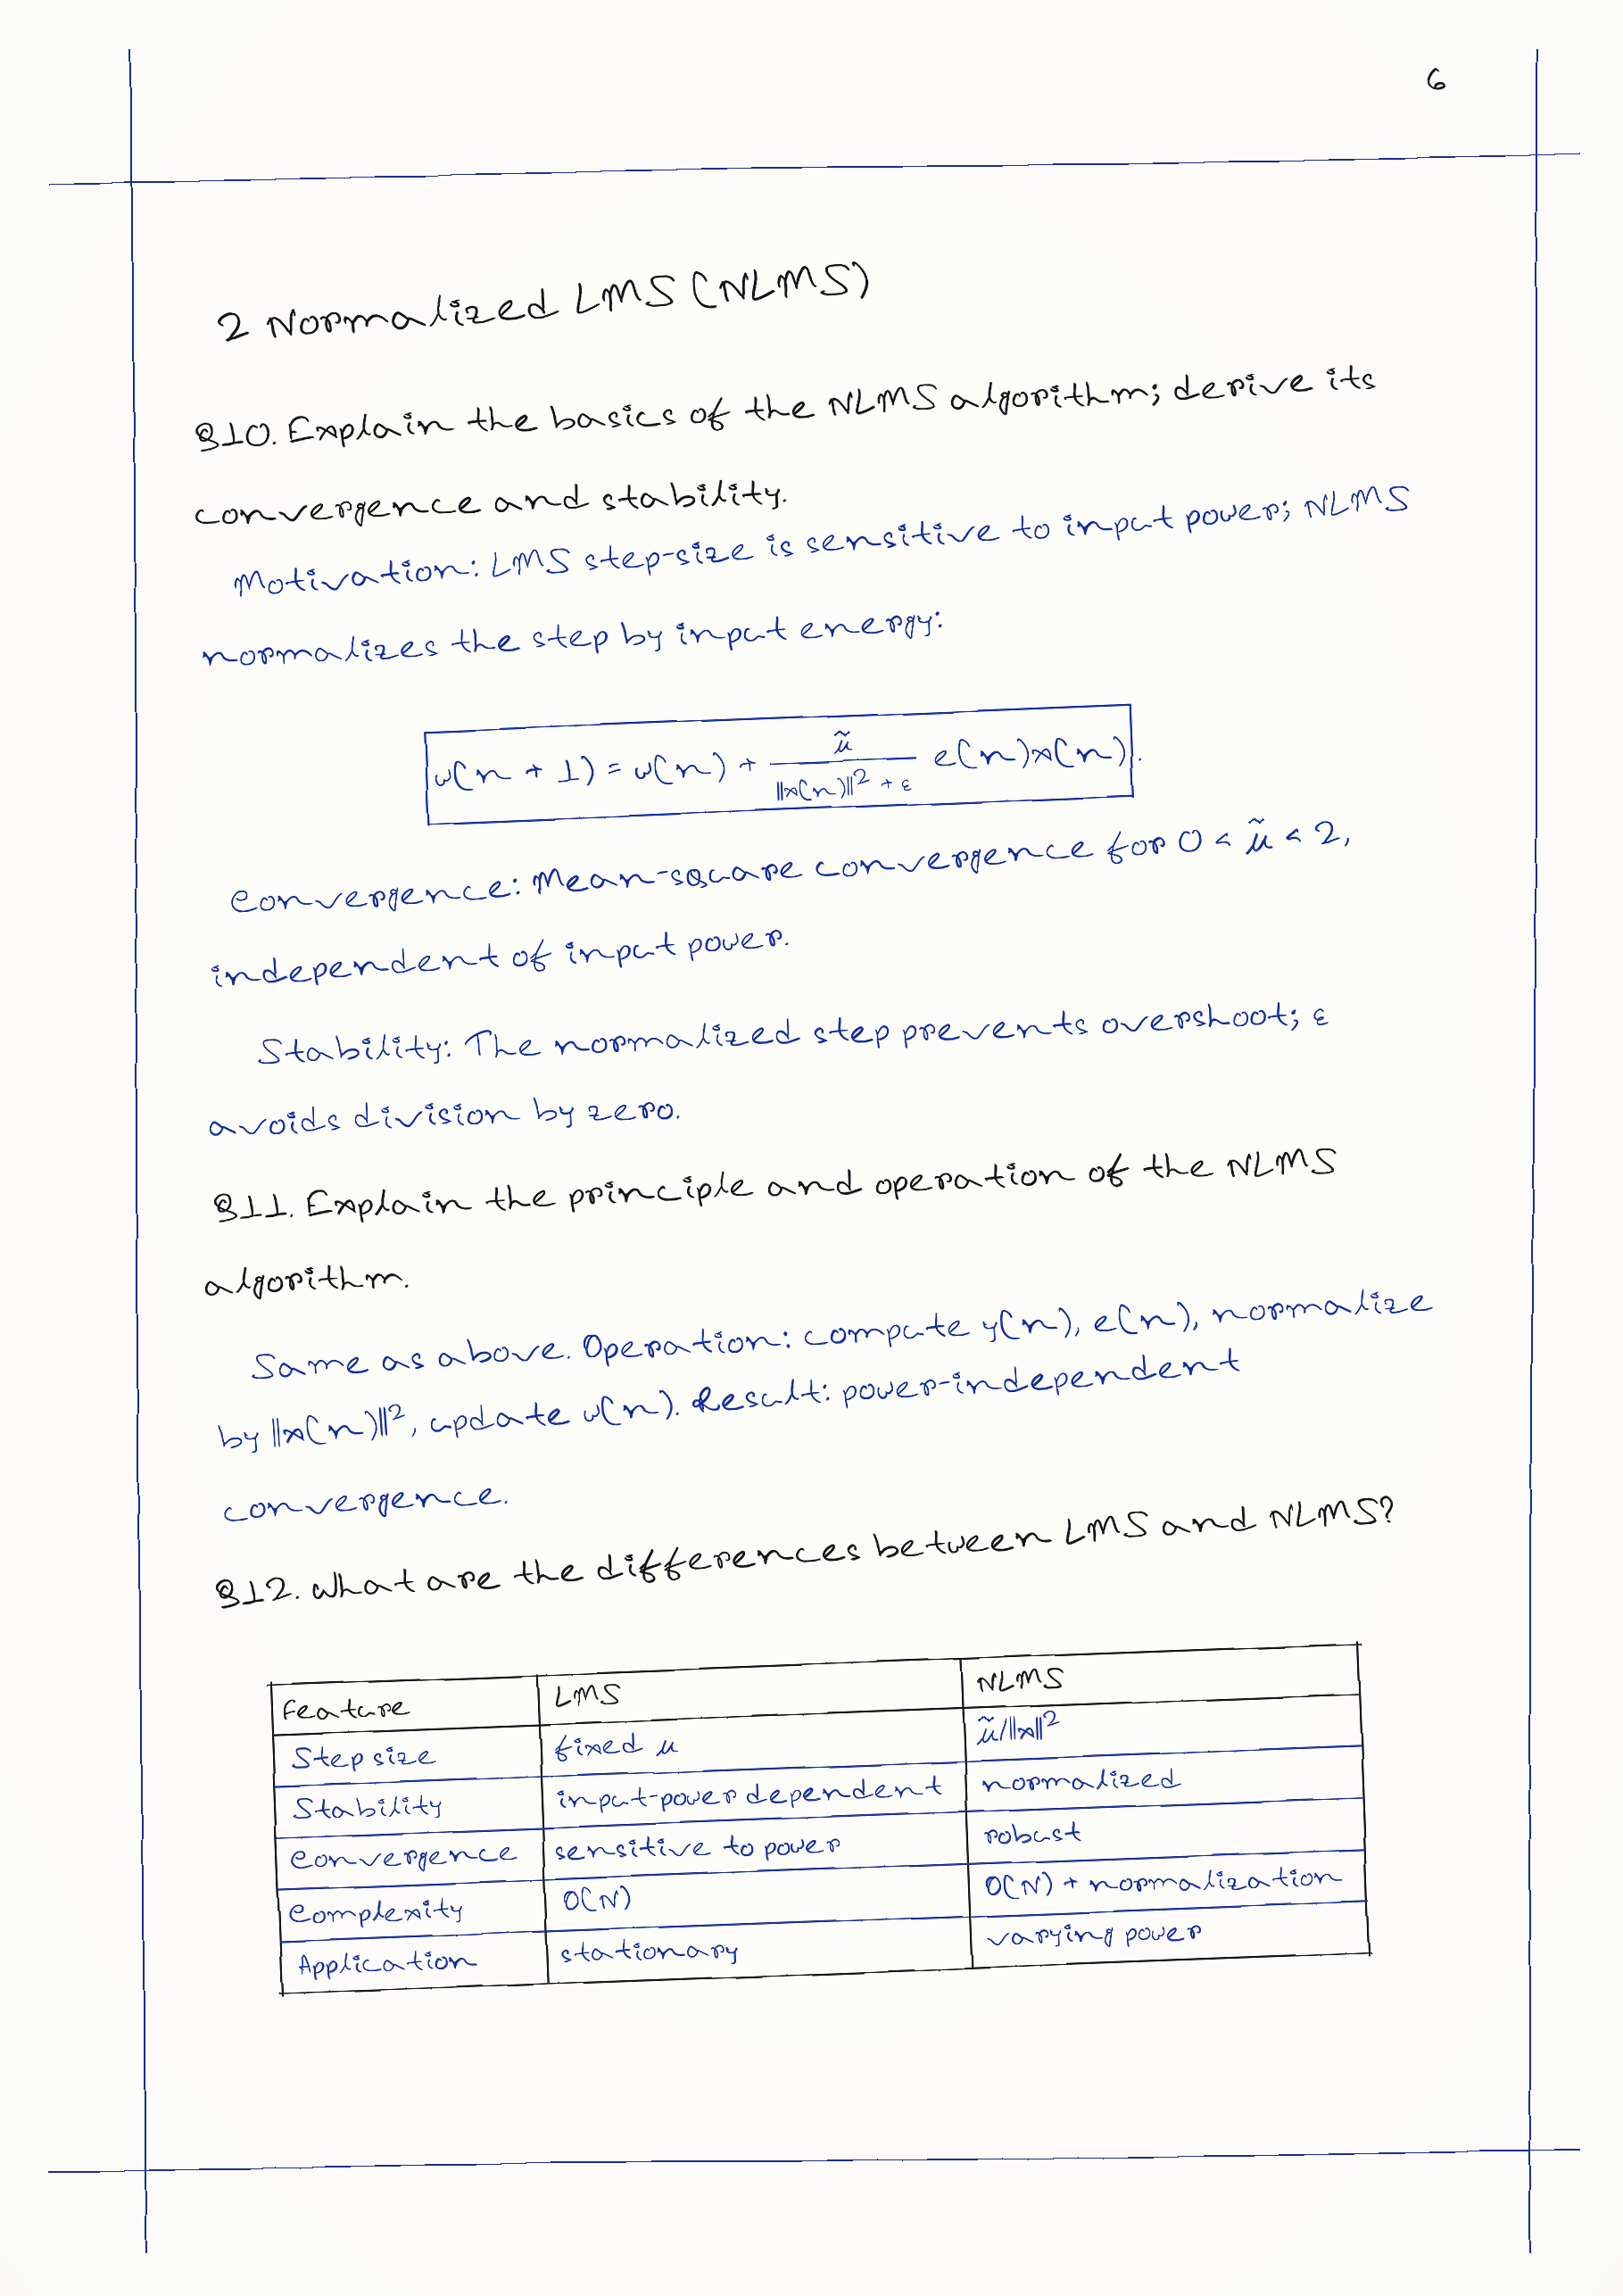 6
2 Normalized LMS (NLMS)
Q10. Explain the basics of the NLMS algorithm; derive its
convergence and stability.
Motivation: LMS step-size is sensitive to input power; NLMS
normalizes the step by input energy:
w(n + 1) = w(n) + μ̃ / (‖x(n)‖² + ε) e(n)x(n).
Convergence: Mean-square convergence for 0 < μ̃ < 2,
independent of input power.
Stability: The normalized step prevents overshoot; ε
avoids division by zero.
Q11. Explain the principle and operation of the NLMS
algorithm.
Same as above. Operation: compute y(n), e(n), normalize
by ‖x(n)‖², update w(n). Result: power-independent
convergence.
Q12. What are the differences between LMS and NLMS?
Feature LMS NLMS
Step size fixed μ μ̃/‖x‖²
Stability input-power dependent normalized
Convergence sensitive to power robust
Complexity O(N) O(N) + normalization
Application stationary varying power